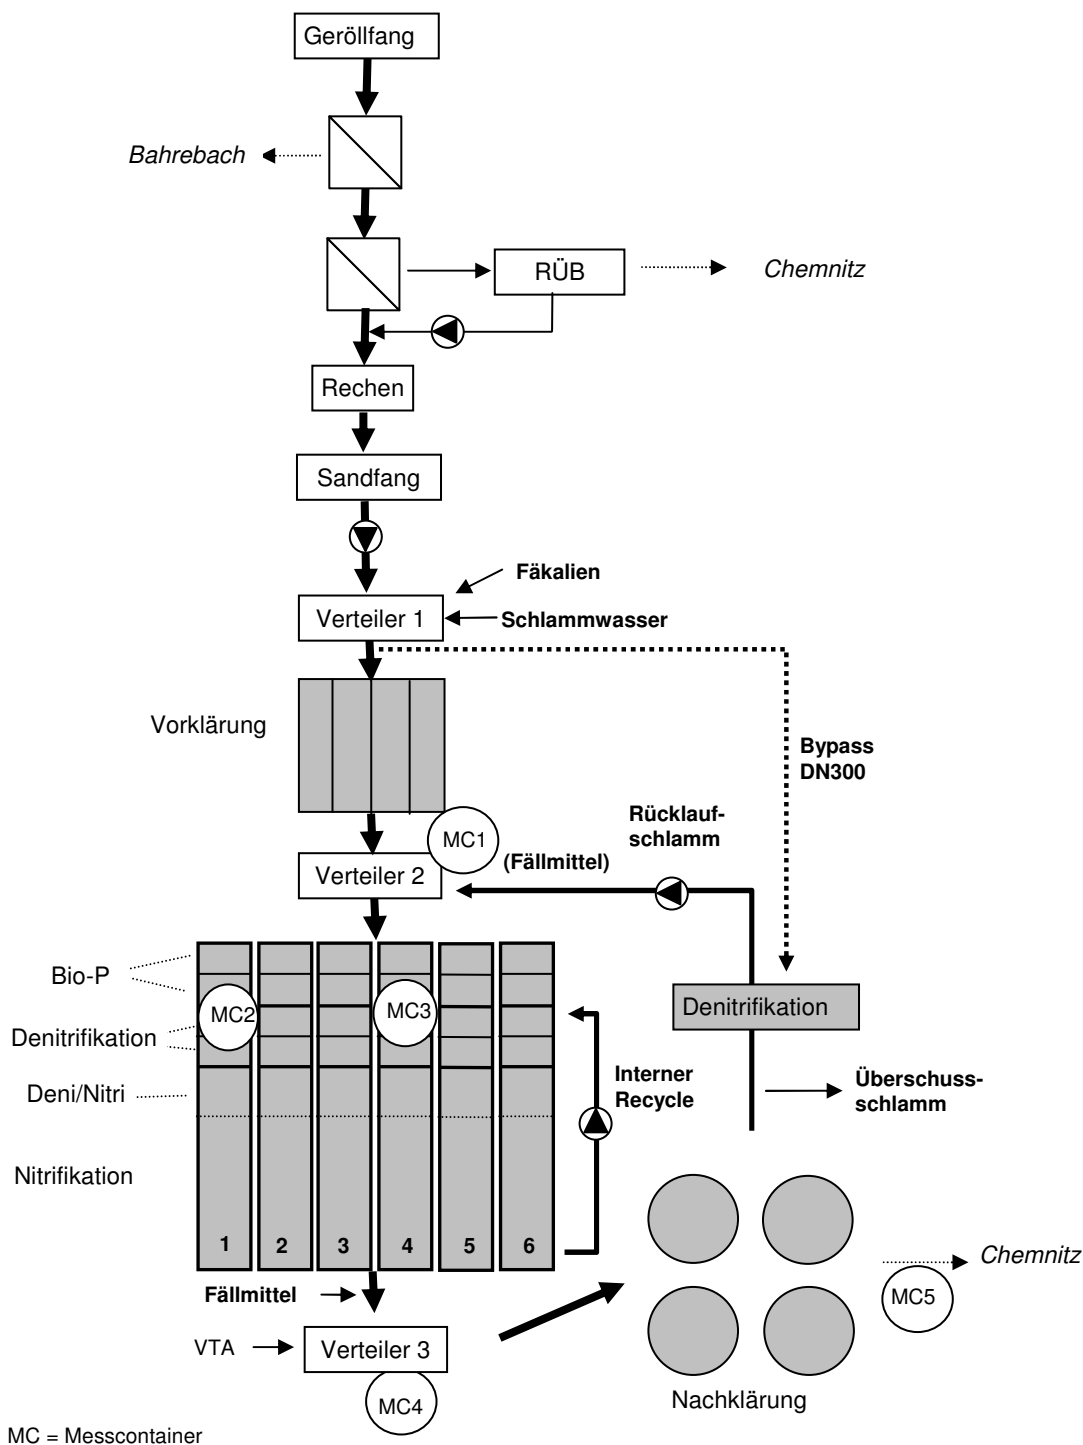 Geröllfang
Bahrebach
RÜB
Chemnitz
Rechen
Sandfang
Fäkalien
Verteiler 1
Schlammwasser
Vorklärung
Bypass
DN300
Rücklauf-
schlamm
MC1
(Fällmittel)
Verteiler 2
Bio-P
MC2
MC3
Denitrifikation
Denitrifikation
Interner
Recycle
Überschuss-
schlamm
Deni/Nitri
Nitrifikation
1 2 3 4 5 6
Chemnitz
MC5
Fällmittel
VTA
Verteiler 3
Nachklärung
MC4
MC = Messcontainer